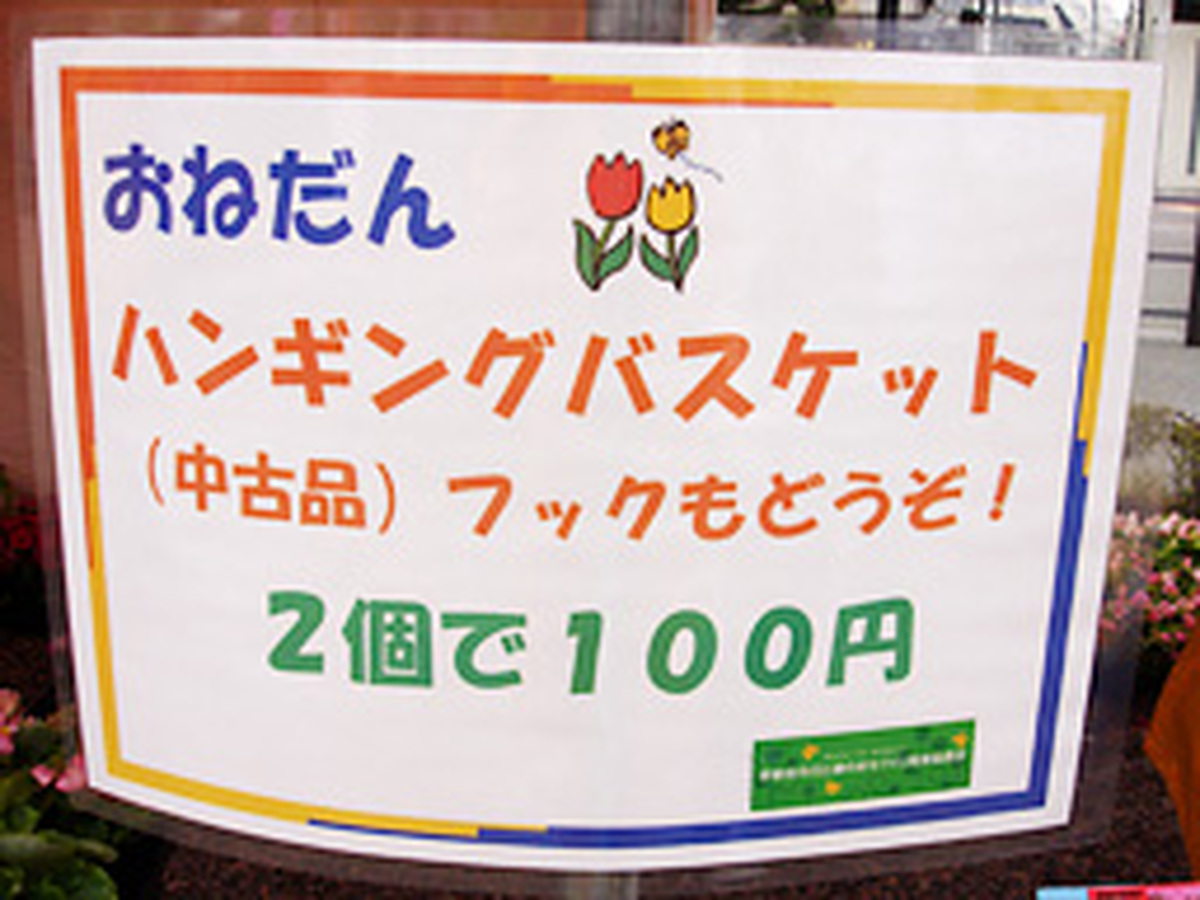 おねだん
ハンギングバスケット
（中古品）フックもどうぞ！
２個で１００円